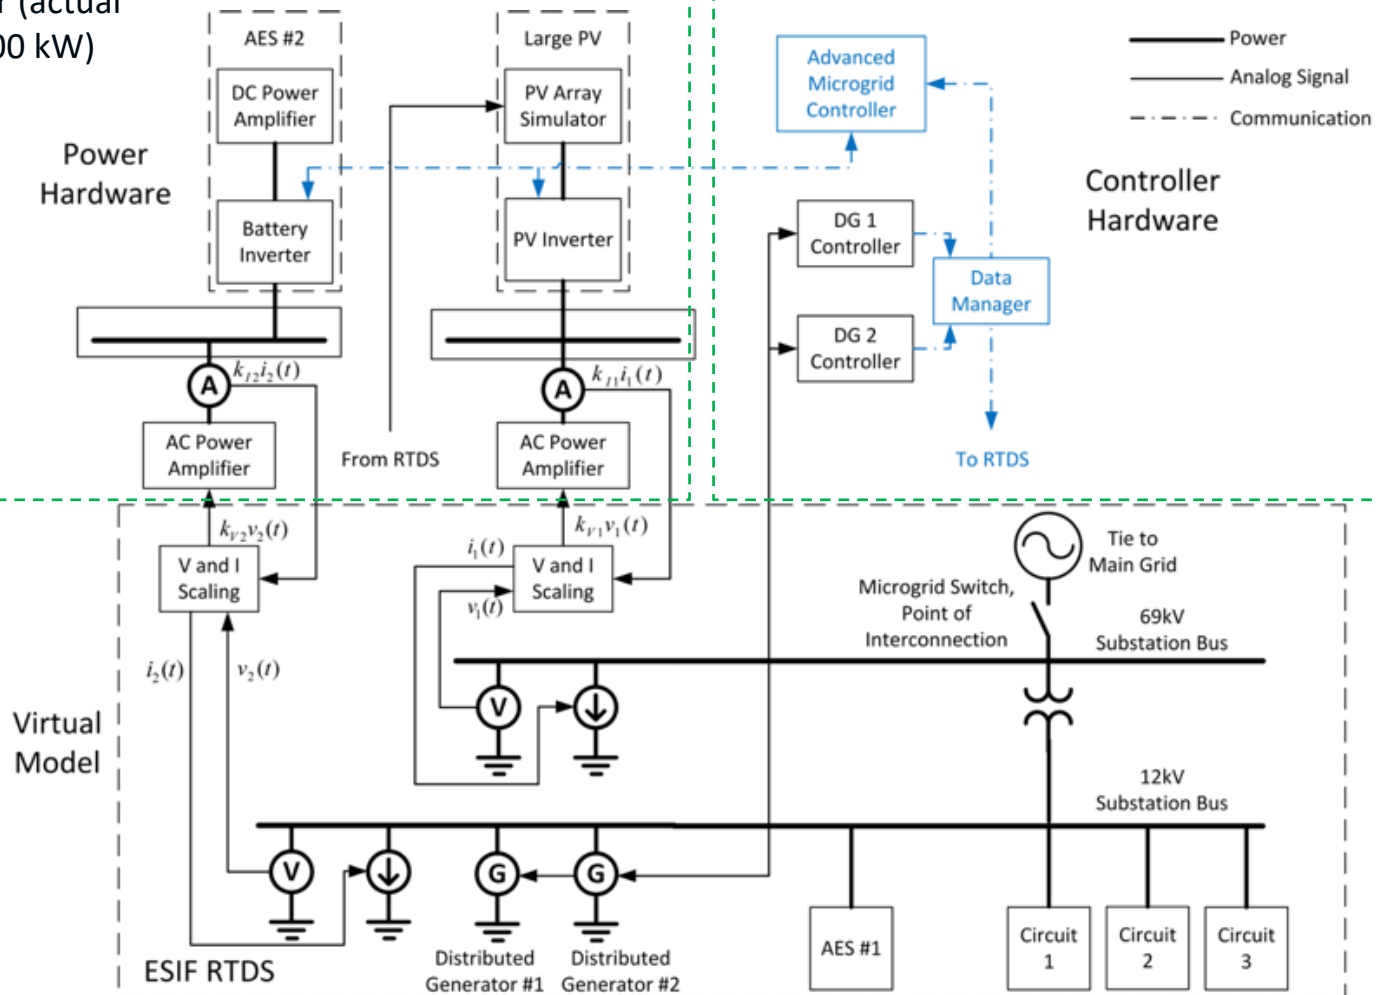 r (actual
00 kW)
AES #2
DC Power
Amplifier
Battery
Inverter
Large PV
PV Array
Simulator
PV Inverter
Power
Hardware
Advanced
Microgrid
Controller
Power
Analog Signal
Communication
Controller
Hardware
DG 1
Controller
DG 2
Controller
Data
Manager
To RTDS
From RTDS
A
k_{I2}i_2(t)
AC Power
Amplifier
A
k_{I1}i_1(t)
AC Power
Amplifier
k_{V2}v_2(t)
V and I
Scaling
i_2(t)
v_2(t)
k_{V1}v_1(t)
i_1(t)
v_1(t)
V and I
Scaling
Tie to
Main Grid
Microgrid Switch,
Point of
Interconnection
69kV
Substation Bus
V
Virtual
Model
12kV
Substation Bus
V
G
G
Distributed
Generator #1
Distributed
Generator #2
AES #1
Circuit
1
Circuit
2
Circuit
3
ESIF RTDS